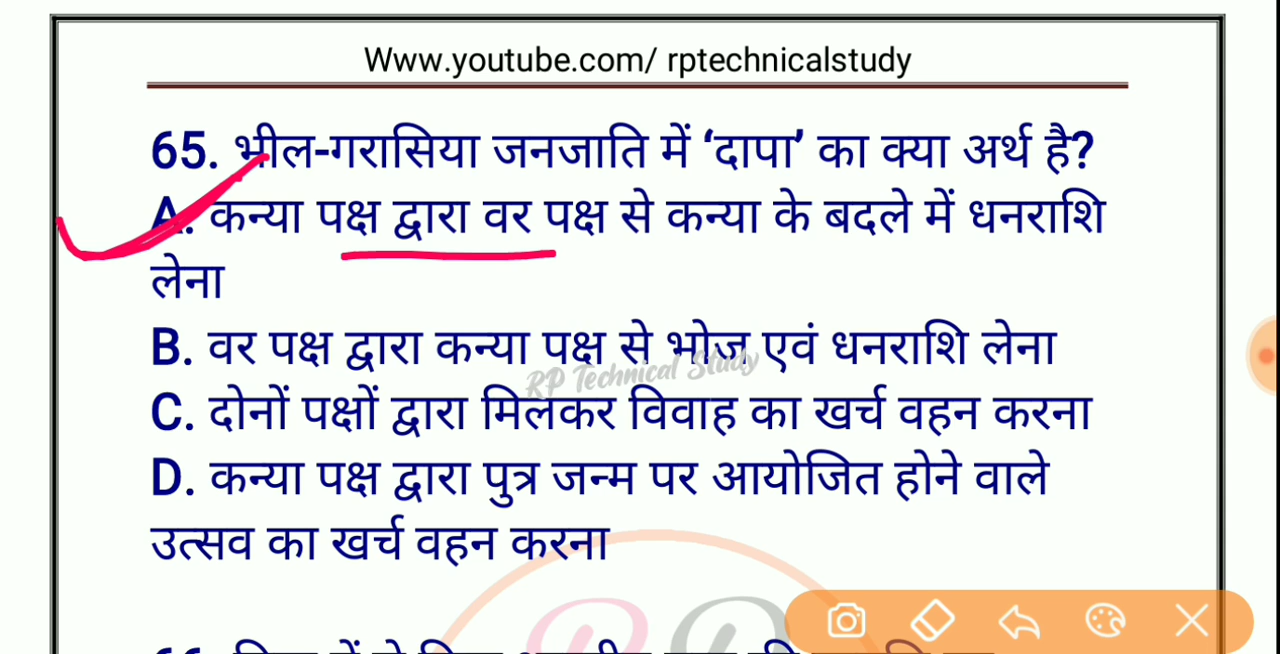 Www.youtube.com/ rptechnicalstudy
65. भील-गरासिया जनजाति में ‘दापा’ का क्या अर्थ है?
A. कन्या पक्ष द्वारा वर पक्ष से कन्या के बदले में धनराशि
लेना
B. वर पक्ष द्वारा कन्या पक्ष से भोज एवं धनराशि लेना
RP Technical Study
C. दोनों पक्षों द्वारा मिलकर विवाह का खर्च वहन करना
D. कन्या पक्ष द्वारा पुत्र जन्म पर आयोजित होने वाले
उत्सव का खर्च वहन करना